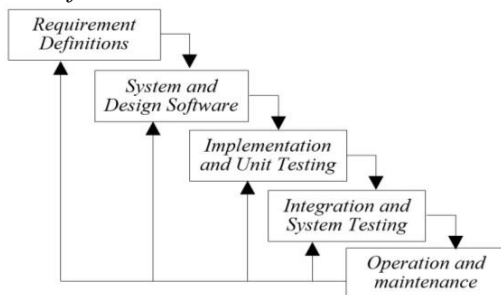 Requirement
Definitions
System and
Design Software
Implementation
and Unit Testing
Integration and
System Testing
Operation and
maintenance